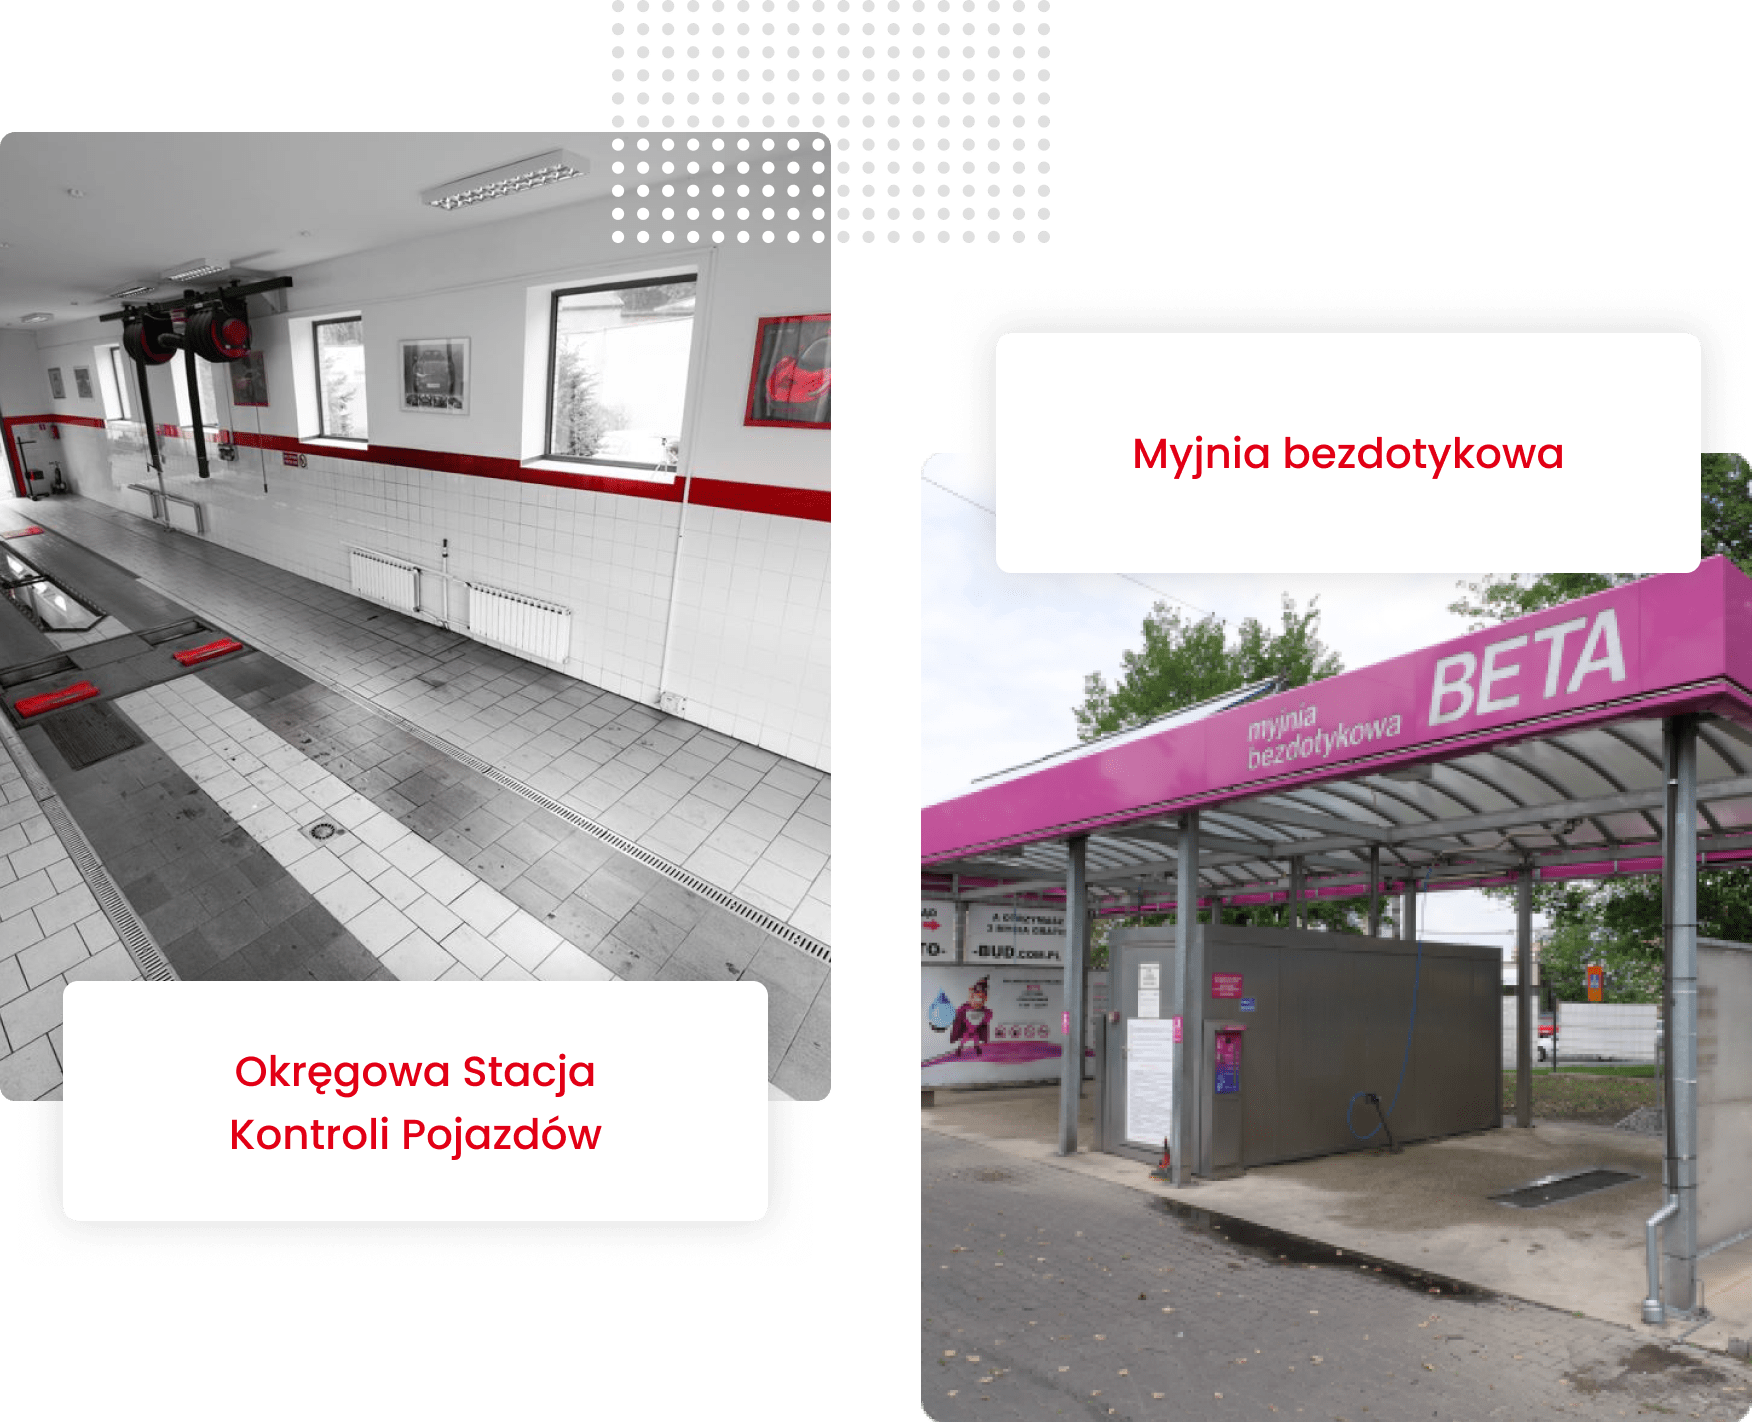 Myjnia bezdotykowa
BETA
myjnia
bezdotykowa
-BUD.COM.PL
Okręgowa Stacja
Kontroli Pojazdów